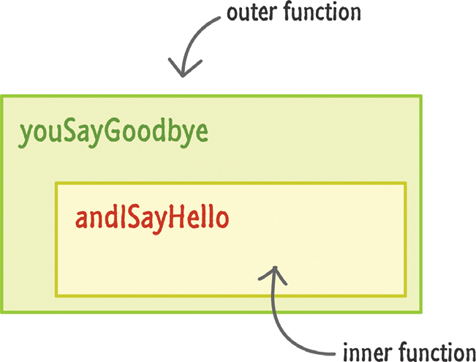 outer function
youSayGoodbye
andISayHello
inner function